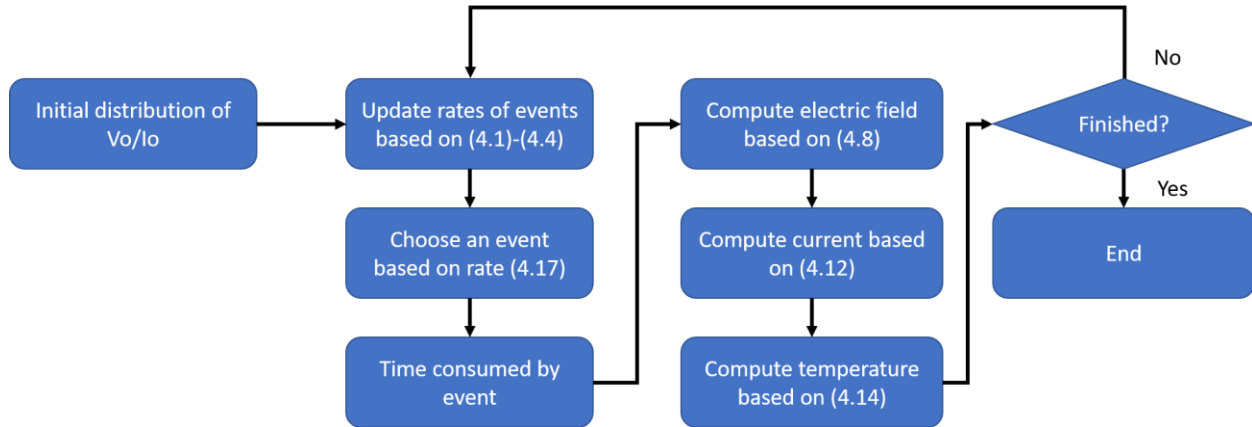 Initial distribution of
Vo/Io
Update rates of events
based on (4.1)-(4.4)
Choose an event
based on rate (4.17)
Time consumed by
event
Compute electric field
based on (4.8)
Compute current based
on (4.12)
Compute temperature
based on (4.14)
Finished?
No
Yes
End